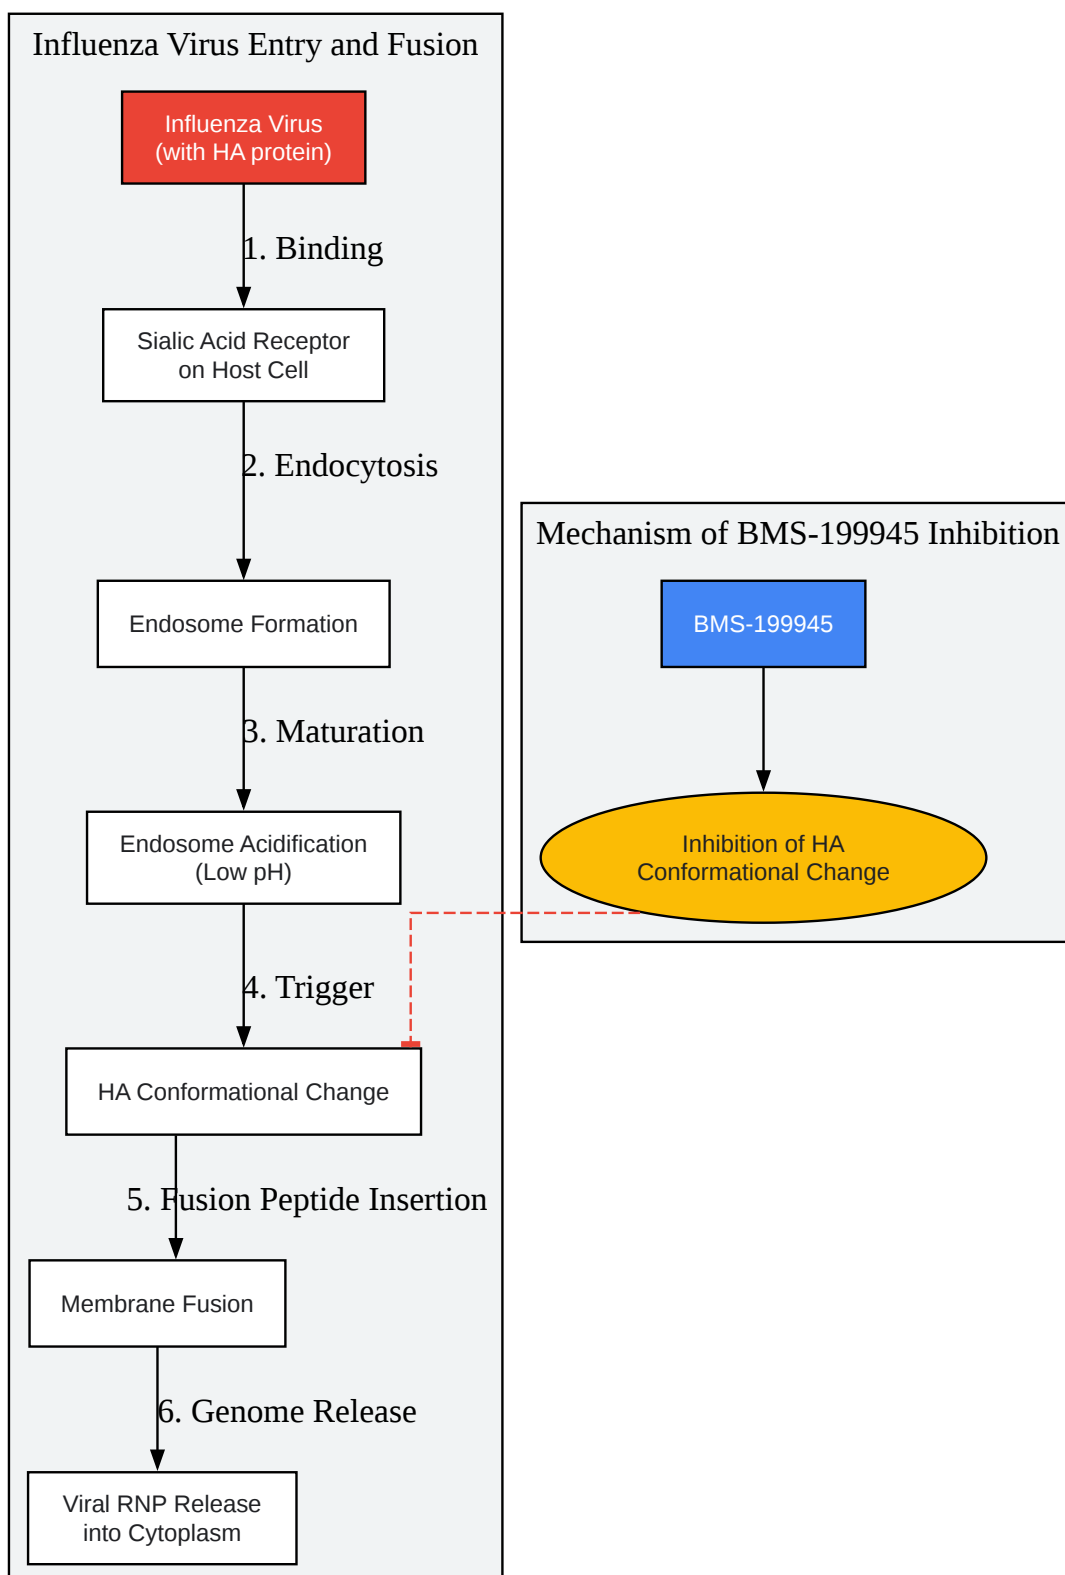 Influenza Virus Entry and Fusion
Influenza Virus
(with HA protein)
1. Binding
Sialic Acid Receptor
on Host Cell
2. Endocytosis
Endosome Formation
3. Maturation
Endosome Acidification
(Low pH)
4. Trigger
HA Conformational Change
5. Fusion Peptide Insertion
Membrane Fusion
6. Genome Release
Viral RNP Release
into Cytoplasm
Mechanism of BMS-199945 Inhibition
BMS-199945
Inhibition of HA
Conformational Change